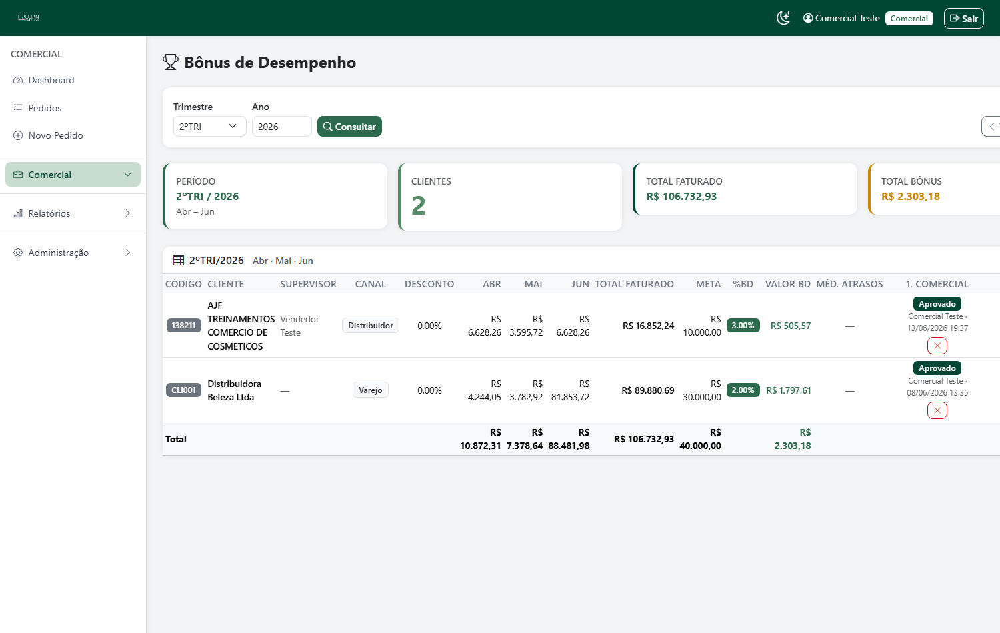 ITALLIAN
Comercial Teste
Comercial
Sair
COMERCIAL
Dashboard
Pedidos
Novo Pedido
Comercial
Relatórios
Administração
Bônus de Desempenho
Trimestre
Ano
2ºTRI
2026
Consultar
PERÍODO
2ºTRI / 2026
Abr – Jun
CLIENTES
2
TOTAL FATURADO
R$ 106.732,93
TOTAL BÔNUS
R$ 2.303,18
2ºTRI/2026 Abr · Mai · Jun
CÓDIGO CLIENTE SUPERVISOR CANAL DESCONTO ABR MAI JUN TOTAL FATURADO META %BD VALOR BD MÉD. ATRASOS 1. COMERCIAL
138211
AJF
TREINAMENTOS
COMERCIO DE
COSMETICOS
Vendedor
Teste
Distribuidor
0.00%
R$
6.628,26
R$
3.595,72
R$
6.628,26
R$ 16.852,24
R$
10.000,00
3.00%
R$ 505,57
—
Aprovado
Comercial Teste ·
13/06/2026 19:37
CLI001
Distribuidora
Beleza Ltda
—
Varejo
0.00%
R$
4.244,05
R$
3.782,92
R$
81.853,72
R$ 89.880,69
R$
30.000,00
2.00%
R$ 1.797,61
—
Aprovado
Comercial Teste ·
08/06/2026 13:35
Total
R$
10.872,31
R$
7.378,64
R$
88.481,98
R$ 106.732,93
R$
40.000,00
R$
2.303,18